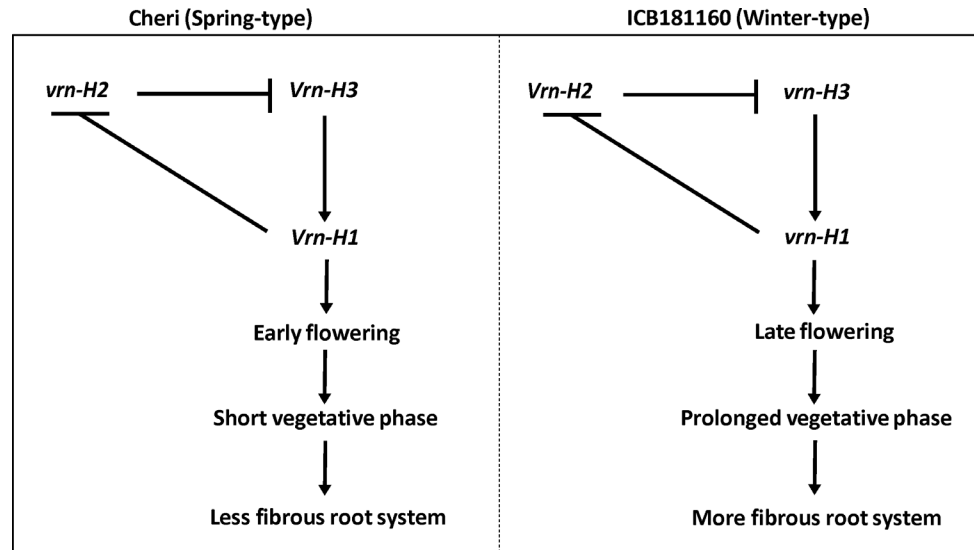 Cheri (Spring-type)
vrn-H2
Vrn-H3
Vrn-H1
Early flowering
Short vegetative phase
Less fibrous root system
ICB181160 (Winter-type)
Vrn-H2
vrn-H3
vrn-H1
Late flowering
Prolonged vegetative phase
More fibrous root system